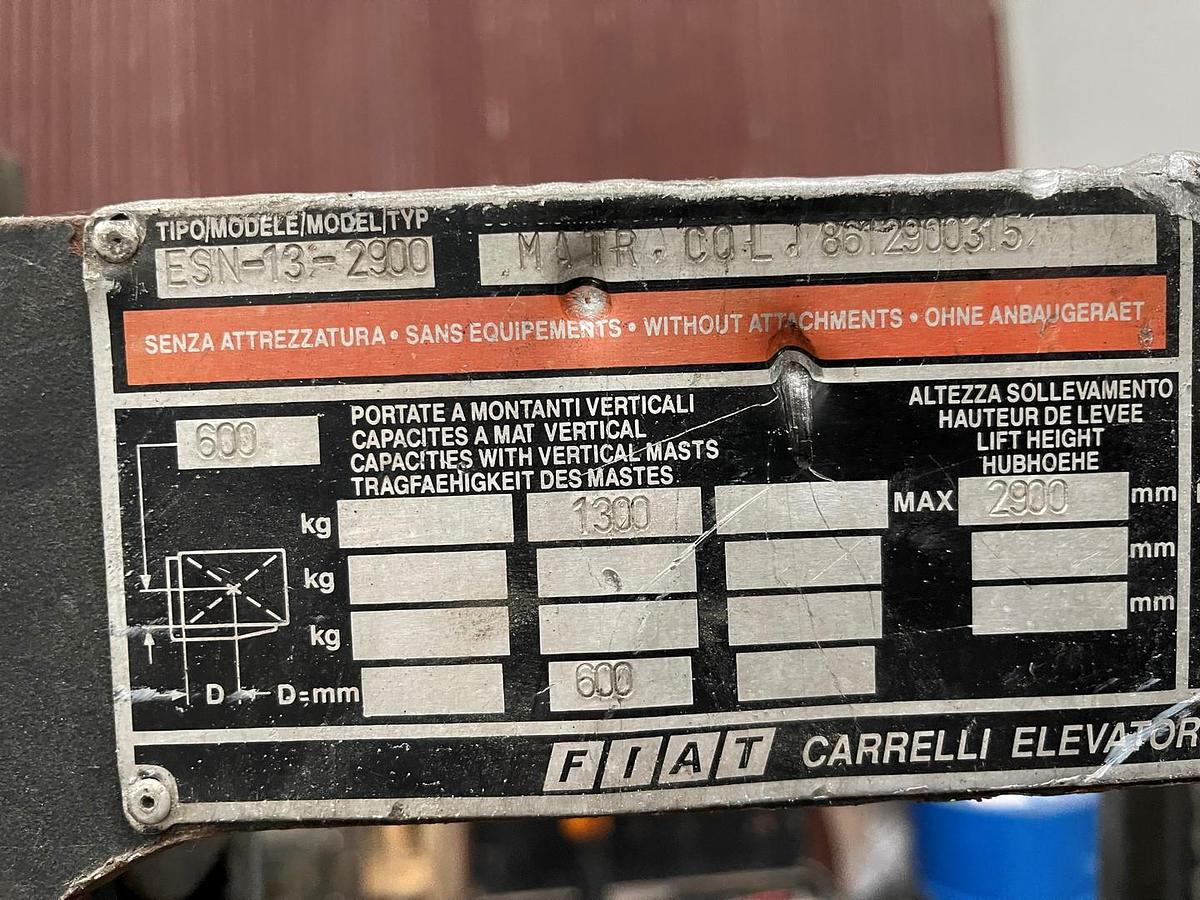 TIPO/MODELE/MODEL/TYP
ESN-13-2900 MATR. COL. 8612900315
SENZA ATTREZZATURA • SANS EQUIPEMENTS • WITHOUT ATTACHMENTS • OHNE ANBAUGERAET
600
PORTATE A MONTANTI VERTICALI
CAPACITES A MAT VERTICAL
CAPACITIES WITH VERTICAL MASTS
TRAGFAEHIGKEIT DES MASTES
ALTEZZA SOLLEVAMENTO
HAUTEUR DE LEVEE
LIFT HEIGHT
HUBHOEHE
kg 1300 MAX 2900 mm
kg mm
kg mm
D D=mm 600
FIAT CARRELLI ELEVATOR